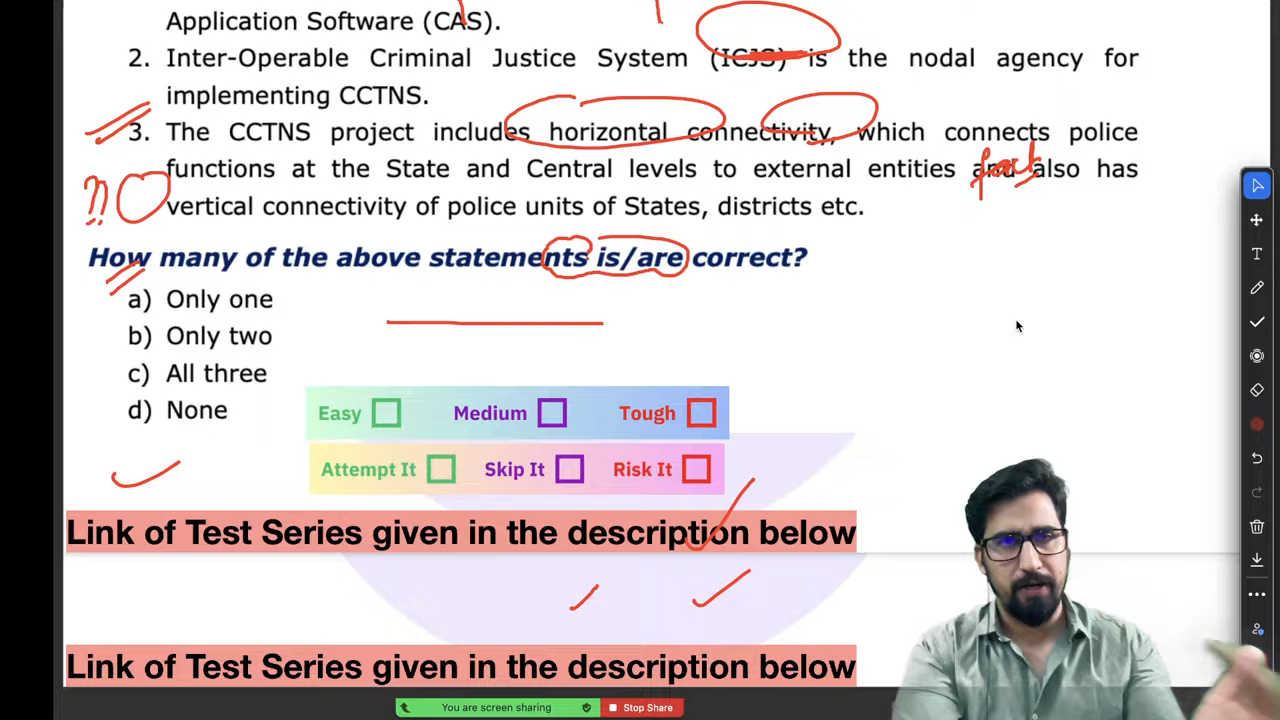 Application Software (CAS).
2. Inter-Operable Criminal Justice System (ICJS) is the nodal agency for
implementing CCTNS.
3. The CCTNS project includes horizontal connectivity, which connects police
functions at the State and Central levels to external entities and also has
fact
??
vertical connectivity of police units of States, districts etc.
How many of the above statements is/are correct?
a) Only one
b) Only two
c) All three
d) None
Easy Medium Tough
Attempt It Skip It Risk It
Link of Test Series given in the description below
Link of Test Series given in the description below
You are screen sharing Stop Share